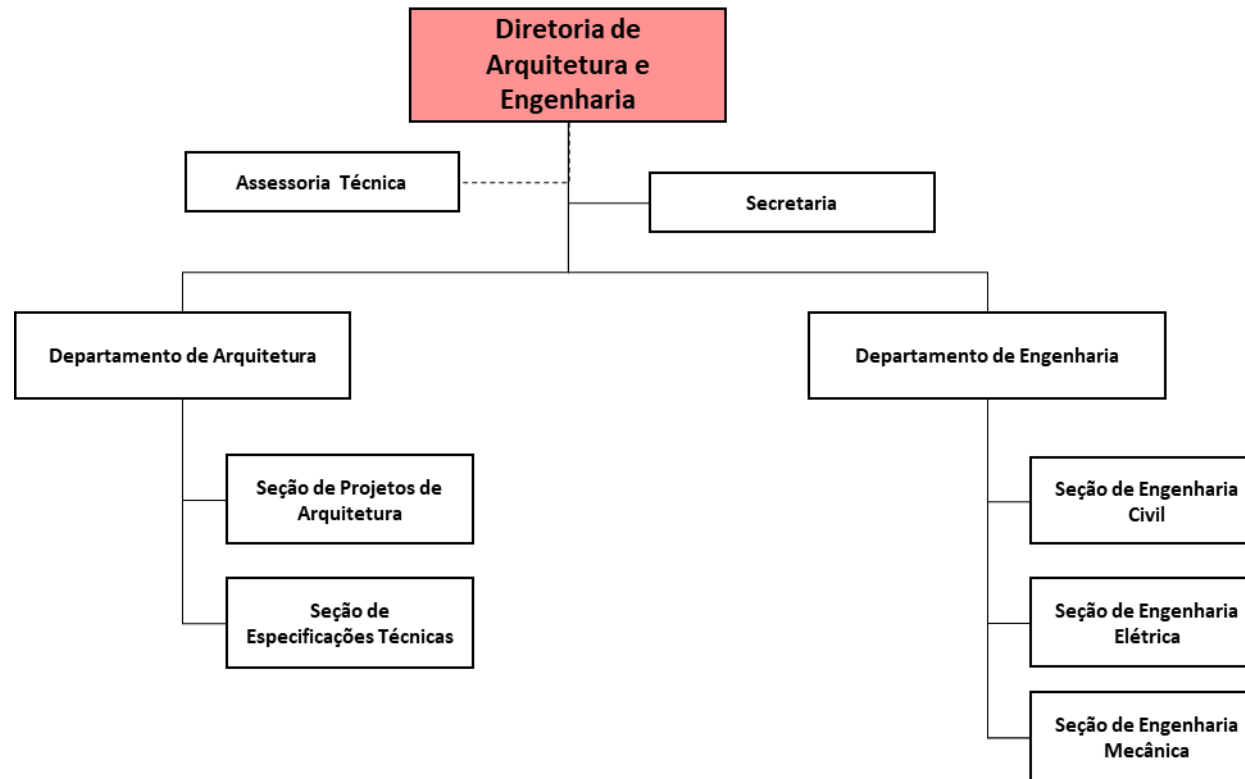 Diretoria de
Arquitetura e
Engenharia
Assessoria Técnica
Secretaria
Departamento de Arquitetura
Departamento de Engenharia
Seção de Projetos de
Arquitetura
Seção de
Especificações Técnicas
Seção de Engenharia
Civil
Seção de Engenharia
Elétrica
Seção de Engenharia
Mecânica